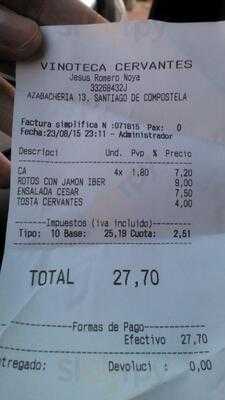 VINOTECA CERVANTES
Jesus Romero Noya
33268432J
AZABACHERIA 13, SANTIAGO DE COMPOSTELA
Factura simplifica N :071815 Pax: 0
Fecha:23/08/15 23:11 - Administrador
Descripci Und. Pvp % Precio
CA 4x 1,80 7,20
ROTOS CON JAMON IBER 9,00
ENSALADA CESAR 7,50
TOSTA CERVANTES 4,00
Impuestos (iva incluido)
Tipo: 10 Base: 25,19 Cuota: 2,51
TOTAL 27,70
Formas de Pago
Efectivo 27,70
ntregado: Devoluci : 0,00